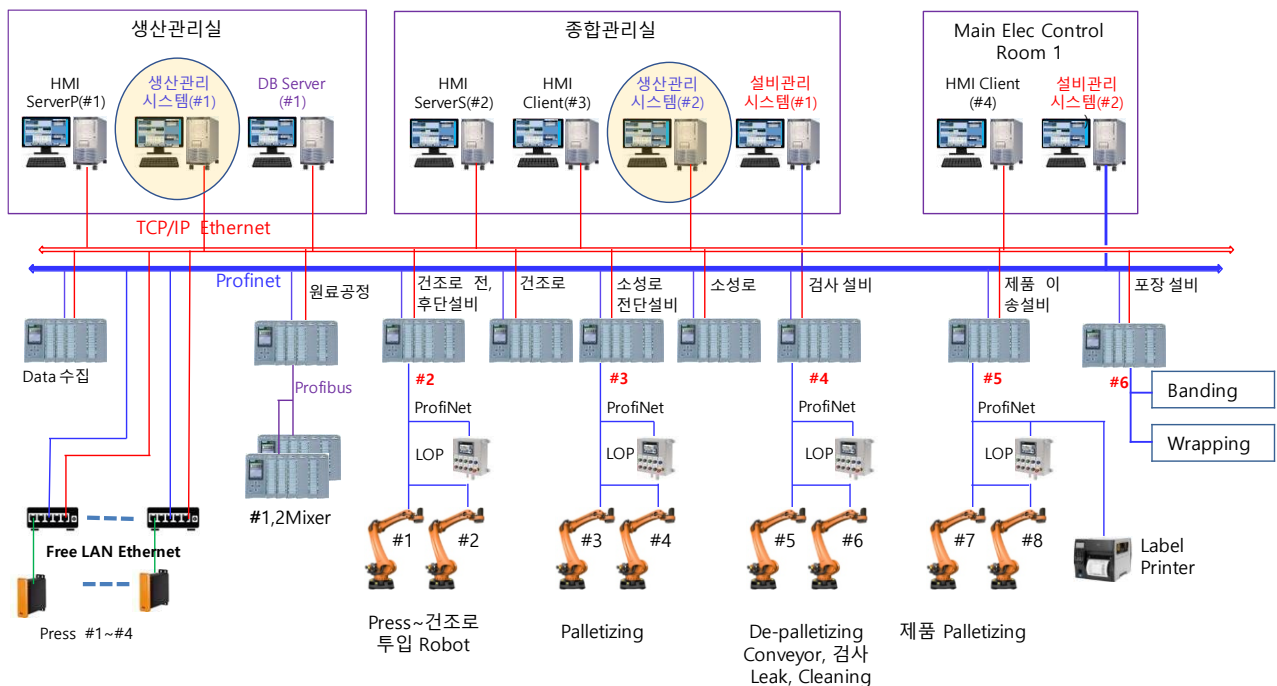 생산관리실
종합관리실
Main Elec Control
Room 1
HMI
ServerP(#1)
생산관리
시스템(#1)
DB Server
(#1)
HMI
ServerS(#2)
HMI
Client(#3)
생산관리
시스템(#2)
설비관리
시스템(#1)
HMI Client
(#4)
설비관리
시스템(#2)
TCP/IP Ethernet
Profinet
원료공정
건조로 전,
후단설비
건조로
소성로
전단설비
소성로
검사 설비
제품 이
송설비
포장 설비
Data 수집
#2
#3
#4
#5
#6
Profibus
ProfiNet
ProfiNet
ProfiNet
ProfiNet
Banding
Wrapping
LOP
LOP
LOP
LOP
#1,2Mixer
#1
#2
#3
#4
#5
#6
#7
#8
Free LAN Ethernet
Label
Printer
Press #1~#4
Press~건조로
투입 Robot
Palletizing
De-palletizing
Conveyor, 검사
Leak, Cleaning
제품 Palletizing